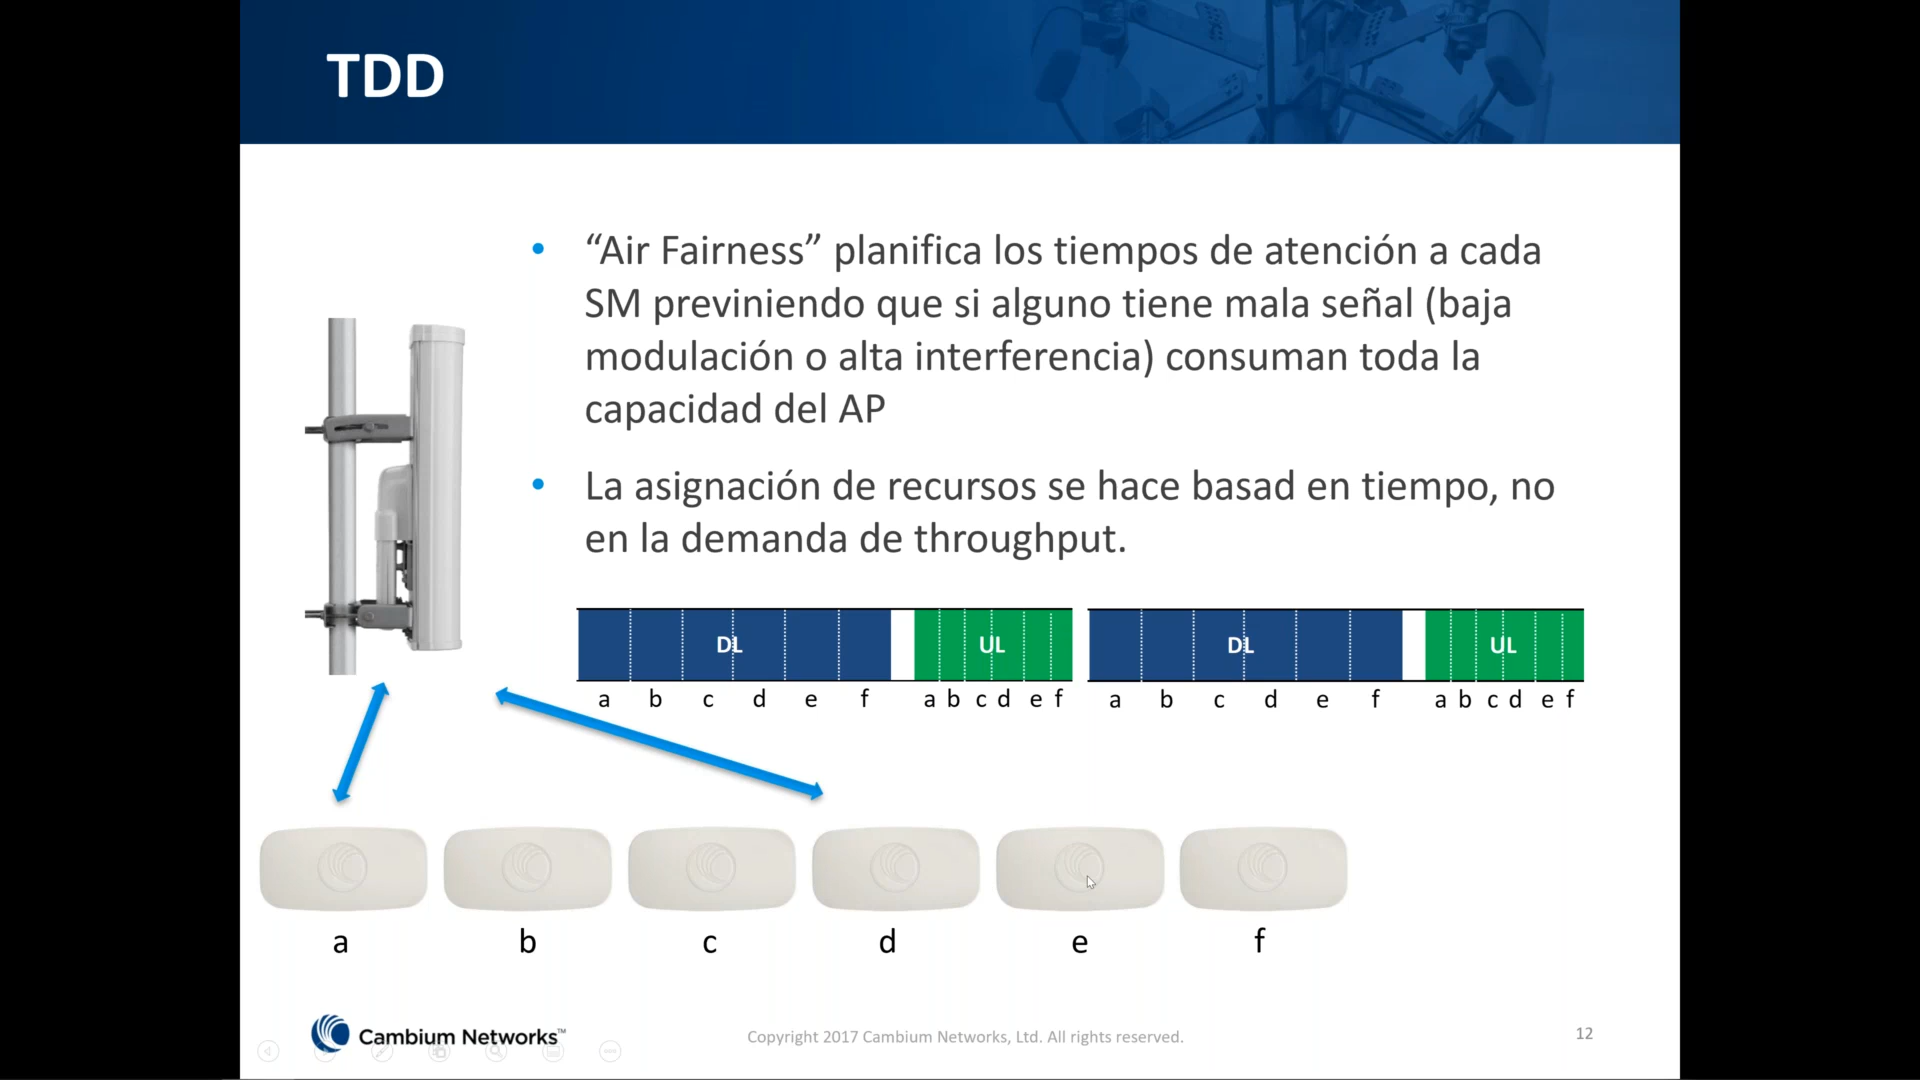 TDD
“Air Fairness” planifica los tiempos de atención a cada
SM previniendo que si alguno tiene mala señal (baja
modulación o alta interferencia) consuman toda la
capacidad del AP
La asignación de recursos se hace basad en tiempo, no
en la demanda de throughput.
DL UL DL UL
a b c d e f a b c d e f a b c d e f a b c d e f
a b c d e f
Cambium Networks™
Copyright 2017 Cambium Networks, Ltd. All rights reserved.
12